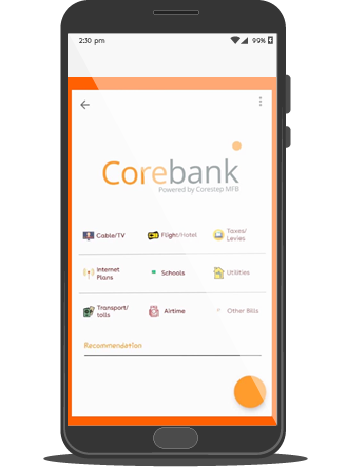 2:30 pm 99%
Corebank
Powered by Corestep MFB
Cable/TV Flight/Hotel Taxes/
Levies
Internet
Plans Schools Utilities
Transport/
tolls Airtime Other Bills
Recommendation